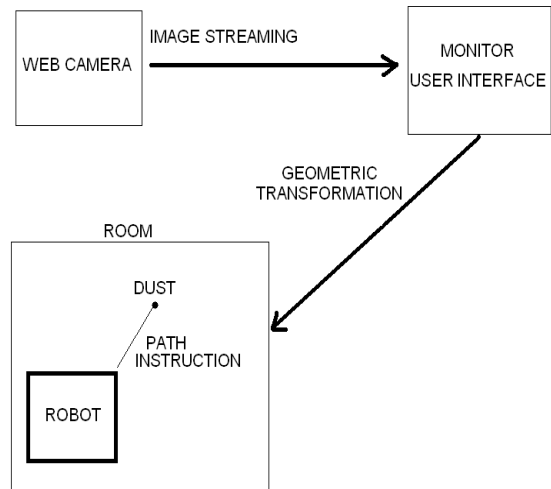 IMAGE STREAMING
WEB CAMERA
MONITOR
USER INTERFACE
GEOMETRIC
TRANSFORMATION
ROOM
DUST
PATH
INSTRUCTION
ROBOT